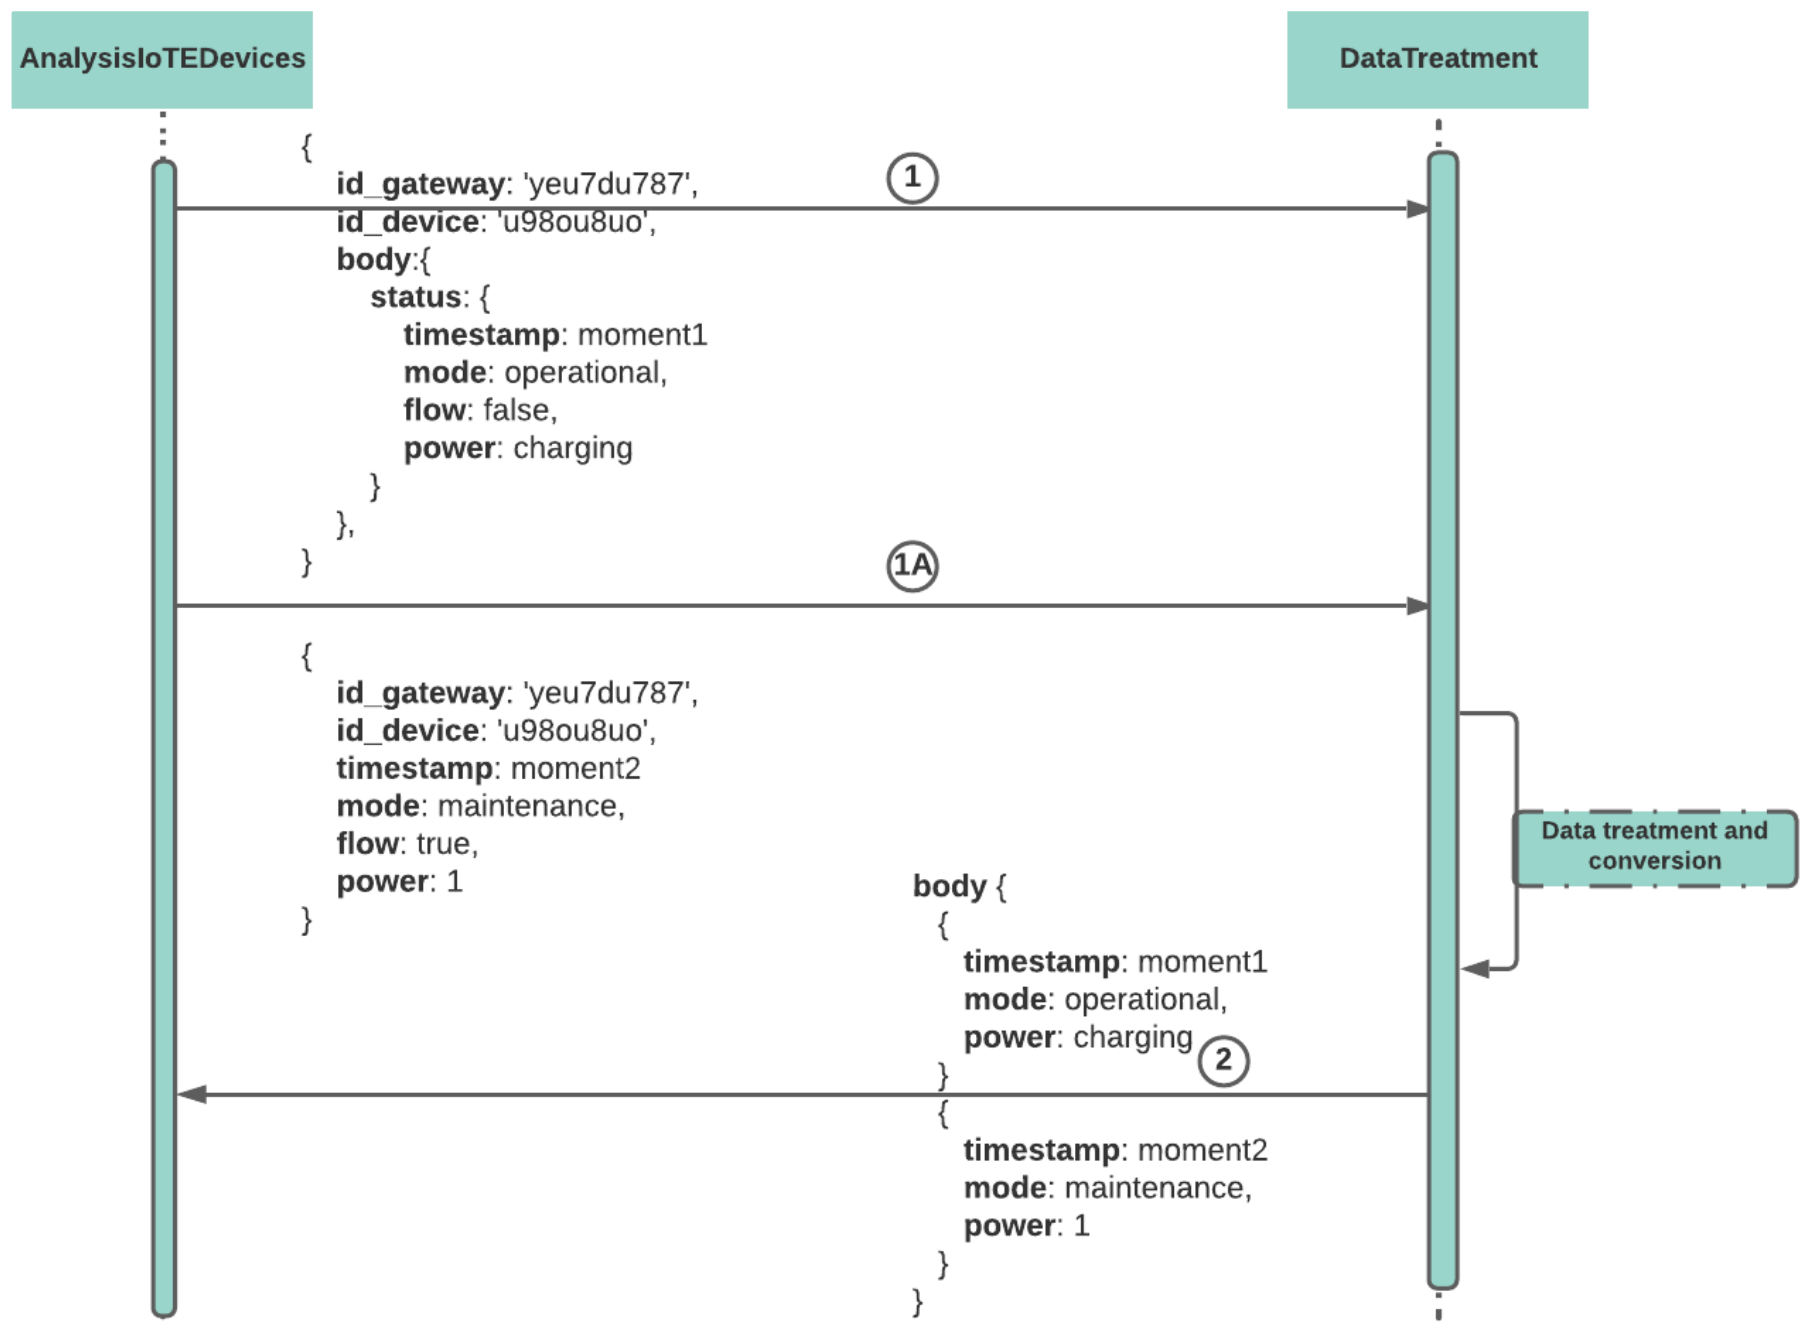 AnalysisIoTEDevices
DataTreatment
{
id_gateway: 'yeu7du787',
1
id_device: 'u98ou8uo',
body:{
status: {
timestamp: moment1
mode: operational,
flow: false,
power: charging
}
},
}
1A
{
id_gateway: 'yeu7du787',
id_device: 'u98ou8uo',
timestamp: moment2
mode: maintenance,
flow: true,
power: 1
}
Data treatment and
conversion
body {
{
timestamp: moment1
mode: operational,
power: charging
}
2
{
timestamp: moment2
mode: maintenance,
power: 1
}
}